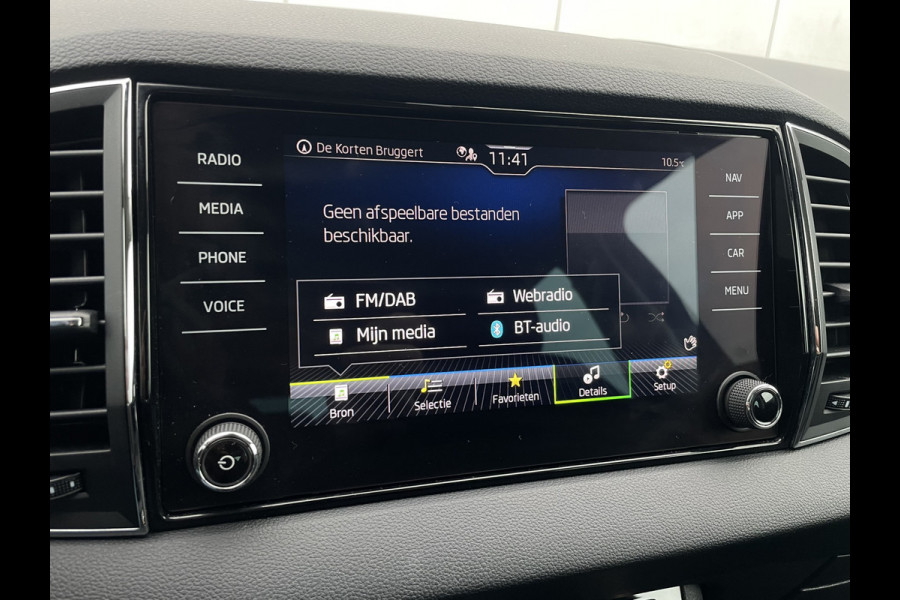 RADIO
MEDIA
PHONE
VOICE
De Korten Bruggert
11:41
10.5°c
Geen afspeelbare bestanden
beschikbaar.
FM/DAB
Webradio
Mijn media
BT-audio
Bron
Selectie
Favorieten
Details
Setup
NAV
APP
CAR
MENU